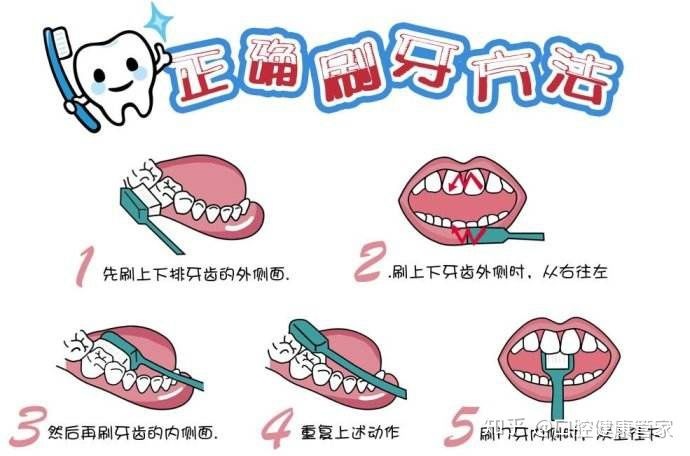 正确刷牙方法
1 先刷上下排牙齿的外侧面.
2 .刷上下牙齿外侧时，从右往左
3 然后再刷牙齿的内侧面.
4 重复上述动作
5 刷门牙内侧时，从上往下
知乎 @口腔健康管家